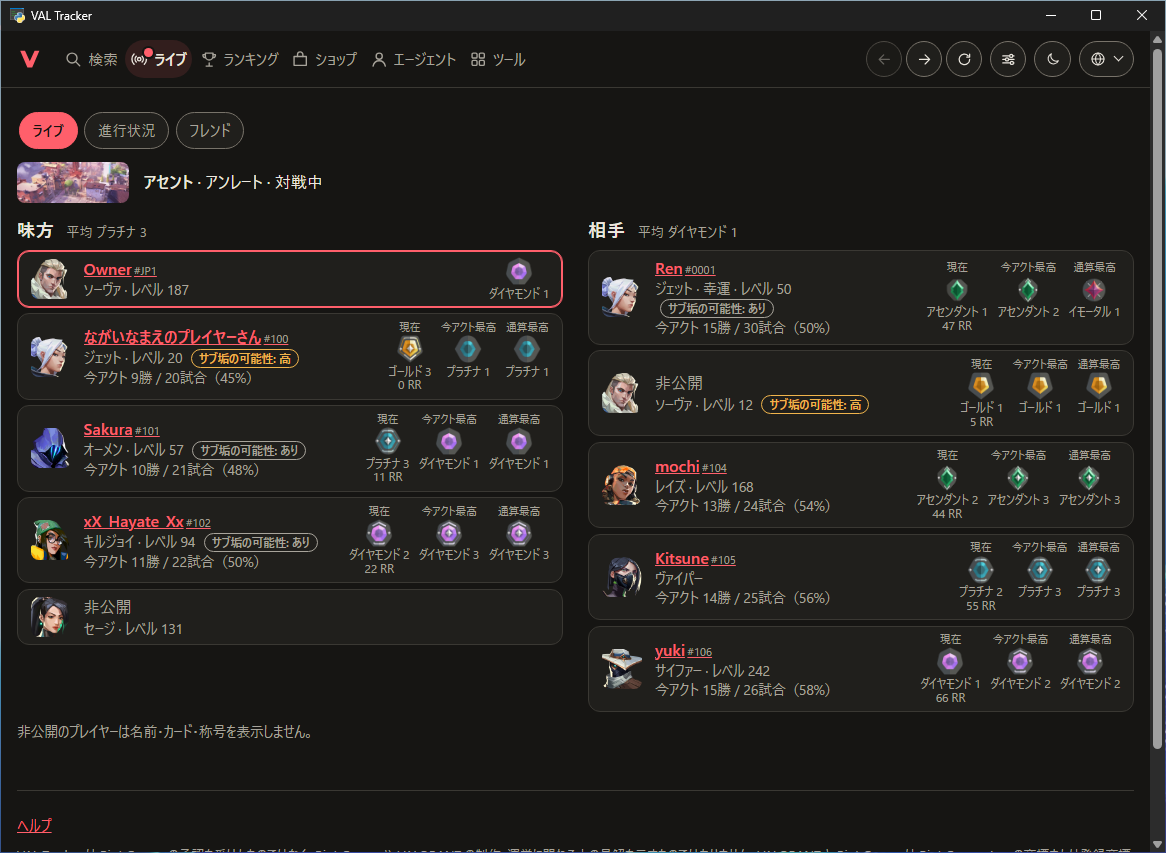 VAL Tracker
検索
ライブ
ランキング
ショップ
エージェント
ツール
ライブ
進行状況
フレンド
アセント · アンレート · 対戦中
味方 平均 プラチナ 3
Owner #JP1
ソーヴァ · レベル 187
ダイヤモンド 1
ながいなまえのプレイヤーさん #100
ジェット · レベル 20 サブ垢の可能性: 高
今アクト 9勝 / 20試合（45%）
現在 今アクト最高 通算最高
ゴールド 3 プラチナ 1 プラチナ 1
0 RR
Sakura #101
オーメン · レベル 57 サブ垢の可能性: あり
今アクト 10勝 / 21試合（48%）
現在 今アクト最高 通算最高
プラチナ 3 ダイヤモンド 1 ダイヤモンド 1
11 RR
xX_Hayate_Xx #102
キルジョイ · レベル 94 サブ垢の可能性: あり
今アクト 11勝 / 22試合（50%）
現在 今アクト最高 通算最高
ダイヤモンド 2 ダイヤモンド 3 ダイヤモンド 3
22 RR
非公開
セージ · レベル 131
相手 平均 ダイヤモンド 1
Ren #0001
ジェット · 幸運 · レベル 50
サブ垢の可能性: あり
今アクト 15勝 / 30試合（50%）
現在 今アクト最高 通算最高
アセンダント 1 アセンダント 2 イモータル 1
47 RR
非公開
ソーヴァ · レベル 12 サブ垢の可能性: 高
現在 今アクト最高 通算最高
ゴールド 1 ゴールド 1 ゴールド 1
5 RR
mochi #104
レイズ · レベル 168
今アクト 13勝 / 24試合（54%）
現在 今アクト最高 通算最高
アセンダント 2 アセンダント 3 アセンダント 3
44 RR
Kitsune #105
ヴァイパー
今アクト 14勝 / 25試合（56%）
現在 今アクト最高 通算最高
プラチナ 2 プラチナ 3 プラチナ 3
55 RR
yuki #106
サイファー · レベル 242
今アクト 15勝 / 26試合（58%）
現在 今アクト最高 通算最高
ダイヤモンド 1 ダイヤモンド 2 ダイヤモンド 2
66 RR
非公開のプレイヤーは名前・カード・称号を表示しません。
ヘルプ